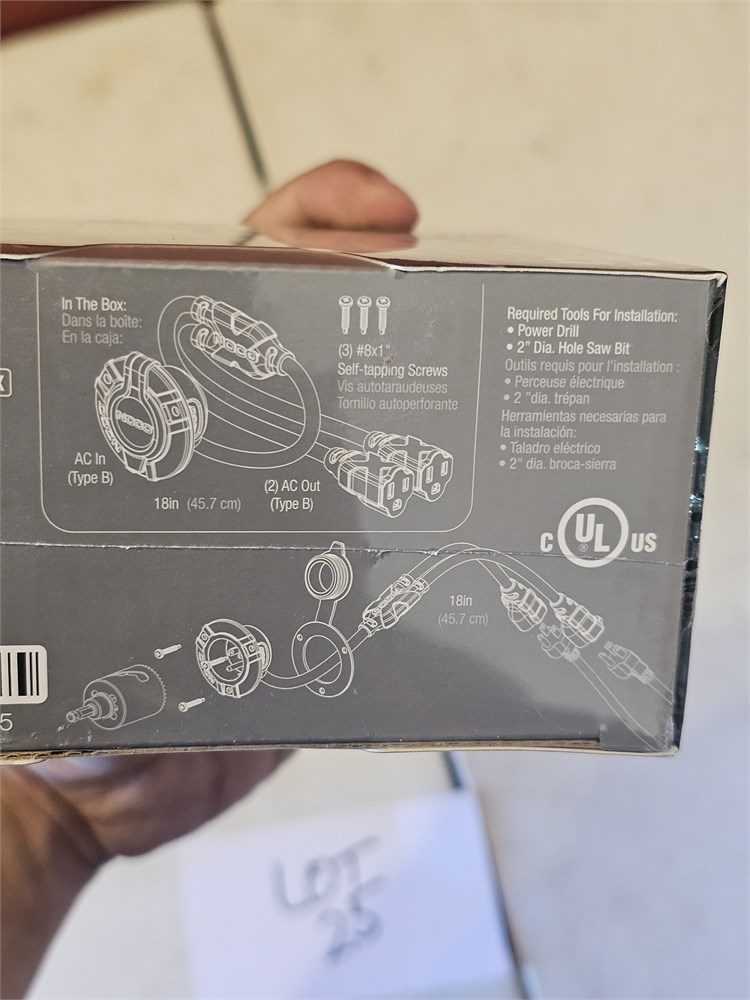 In The Box:
Dans la boîte:
En la caja:
NOCO
NOCO
AC In
(Type B)
18in (45.7 cm)
(2) AC Out
(Type B)
(3) #8x1"
Self-tapping Screws
Vis autotaraudeuses
Tornillo autoperforante
Required Tools For Installation:
• Power Drill
• 2” Dia. Hole Saw Bit
Outils requis pour l’installation :
• Perceuse électrique
• 2 ”dia. trépan
Herramientas necesarias para
la instalación:
• Taladro eléctrico
• 2" dia. broca-sierra
C UL ® US
18in
(45.7 cm)
X
5
LOT
25